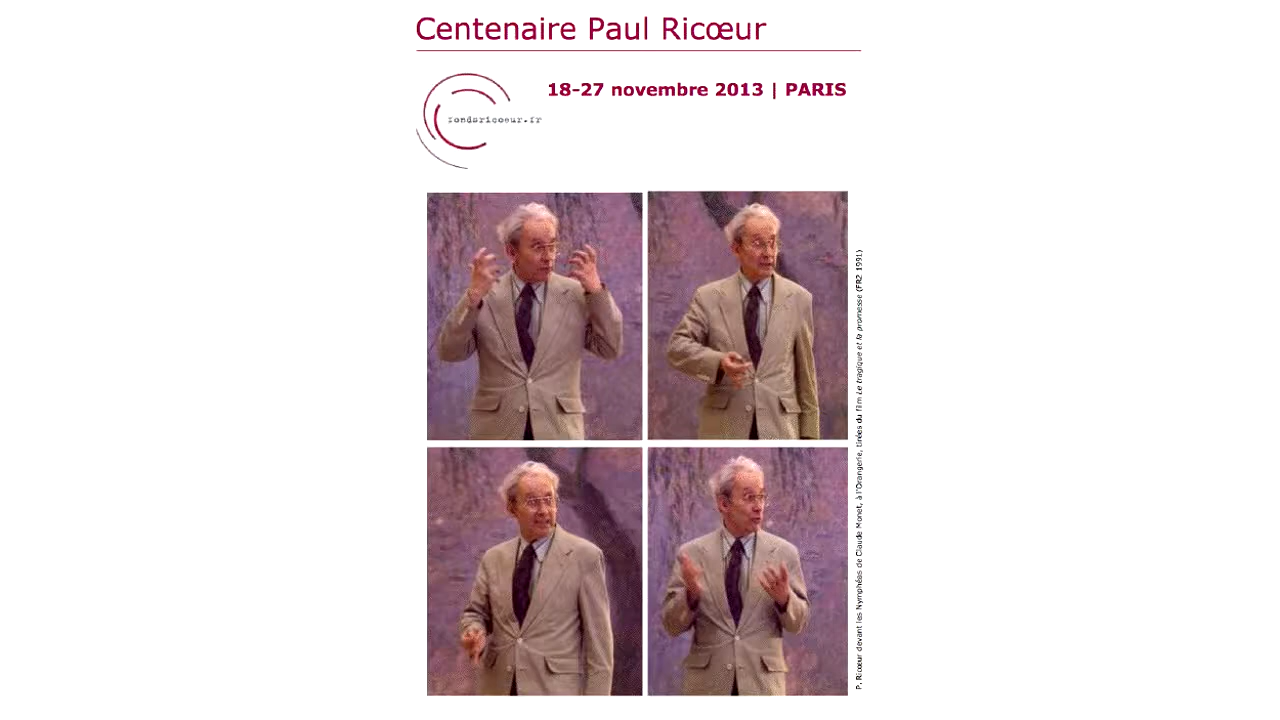 Centenaire Paul Ricœur
18-27 novembre 2013 | PARIS
fondsricoeur.fr
P. Ricœur devant les Nymphéas de Claude Monet, à l'Orangerie, tirées du film Le tragique et la promesse (FR2 1991)